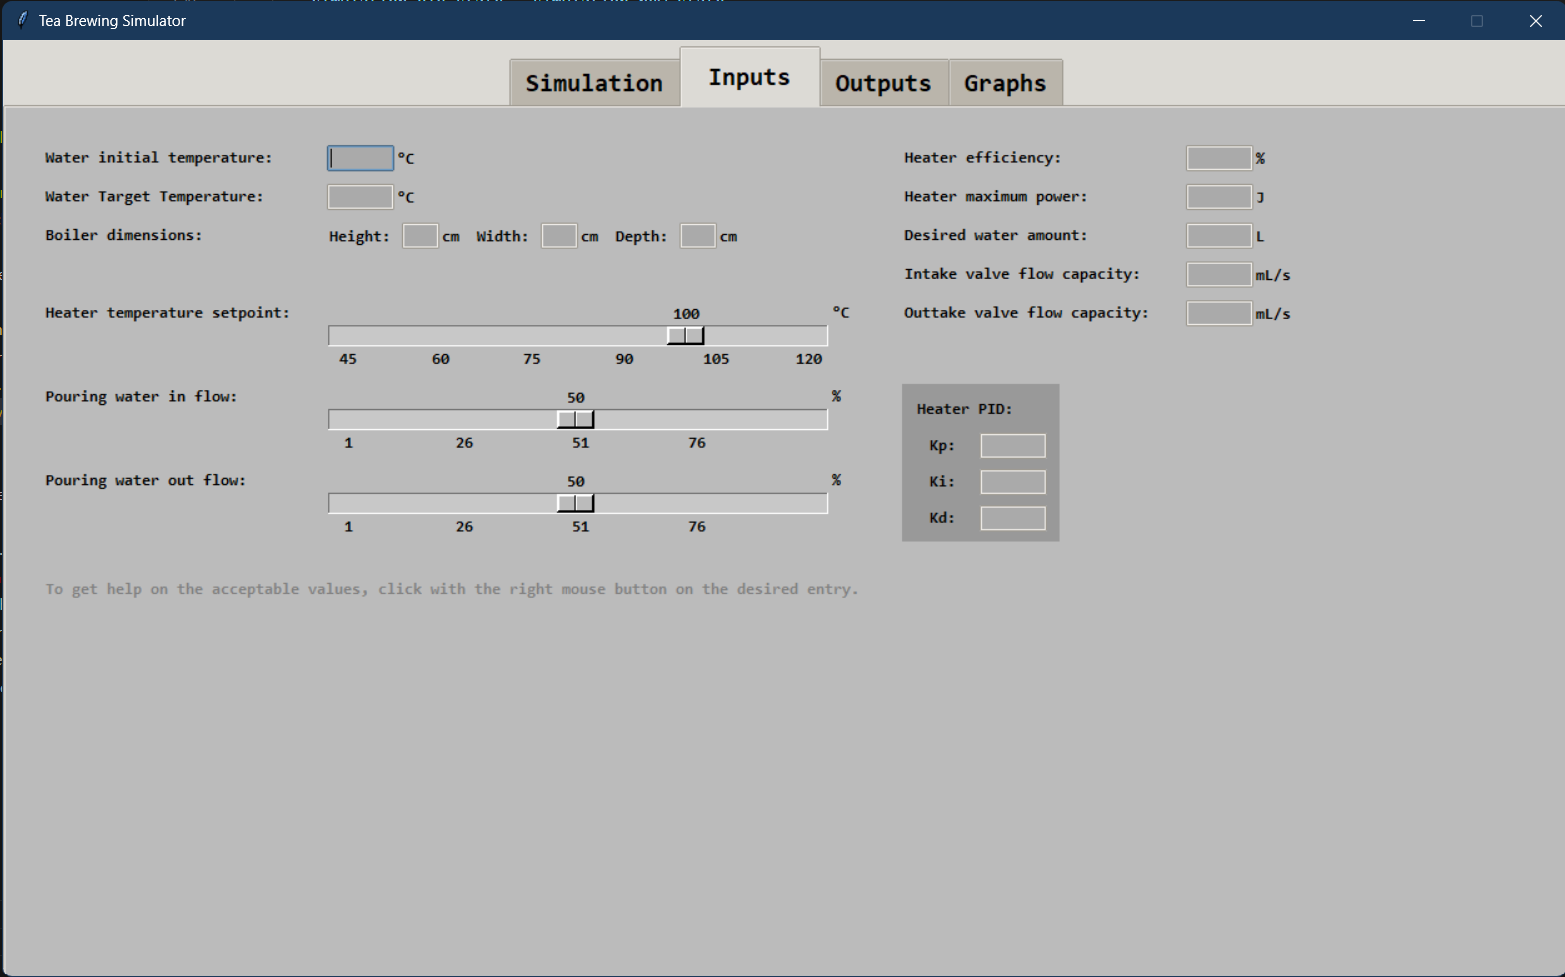 Tea Brewing Simulator
Simulation Inputs Outputs Graphs
Water initial temperature: °C
Water Target Temperature: °C
Boiler dimensions: Height: cm Width: cm Depth: cm
Heater temperature setpoint: 100 °C
45 60 75 90 105 120
Pouring water in flow: 50 %
1 26 51 76
Pouring water out flow: 50 %
1 26 51 76
To get help on the acceptable values, click with the right mouse button on the desired entry.
Heater efficiency: %
Heater maximum power: J
Desired water amount: L
Intake valve flow capacity: mL/s
Outtake valve flow capacity: mL/s
Heater PID:
Kp:
Ki:
Kd: